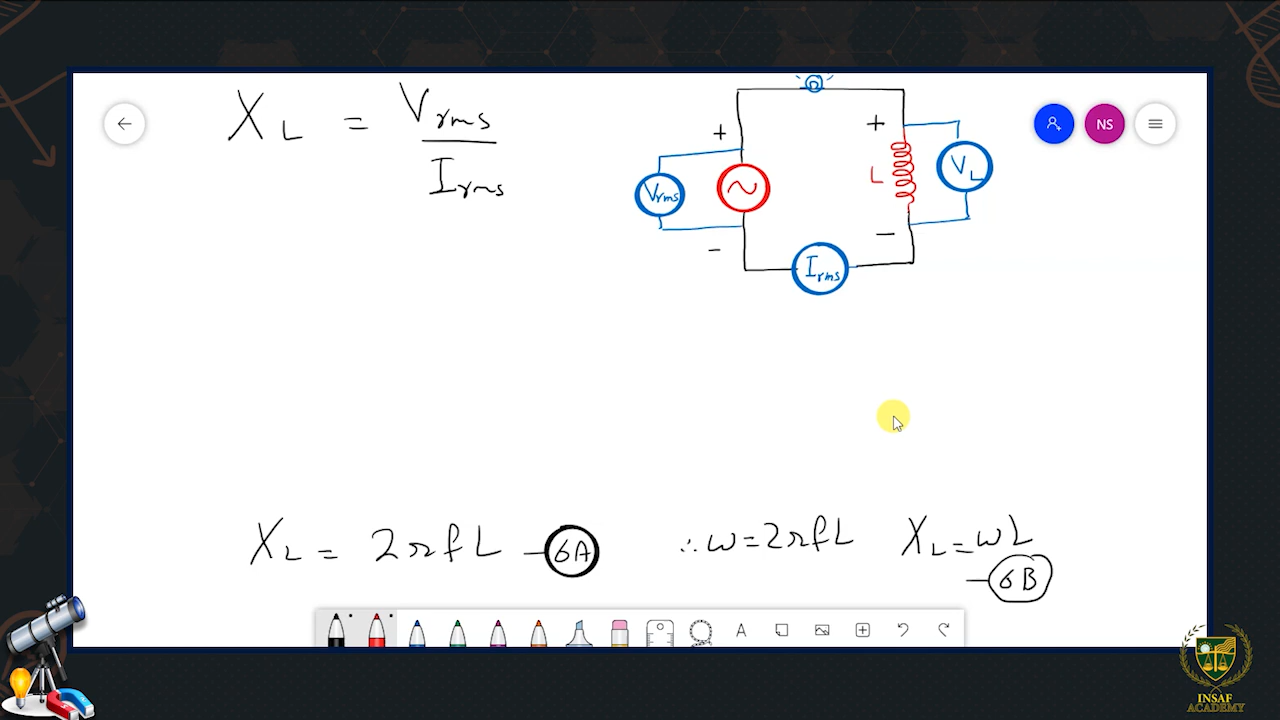 X_L = V_rms / I_rms
+ +
V_rms L V_L
- -
I_rms
NS
X_L = 2πfL - 6A ∴ω=2πfL X_L=ωL
- 6B
A
INSAF
ACADEMY